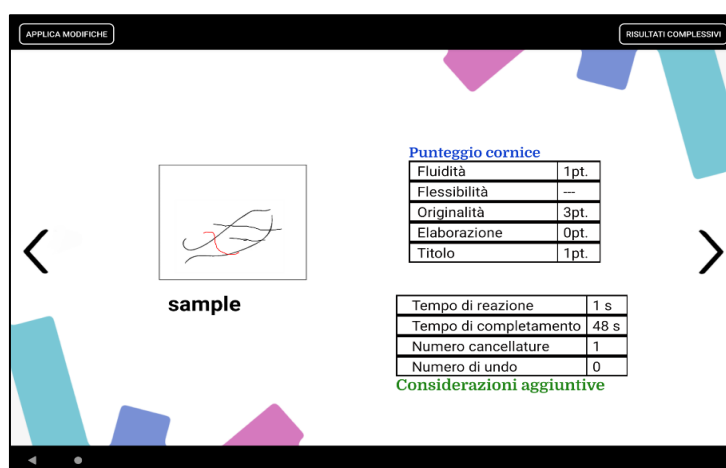 APPLICA MODIFICHE
RISULTATI COMPLESSIVI
sample
Punteggio cornice
Fluidità 1pt.
Flessibilità ---
Originalità 3pt.
Elaborazione 0pt.
Titolo 1pt.
Tempo di reazione 1 s
Tempo di completamento 48 s
Numero cancellature 1
Numero di undo 0
Considerazioni aggiuntive